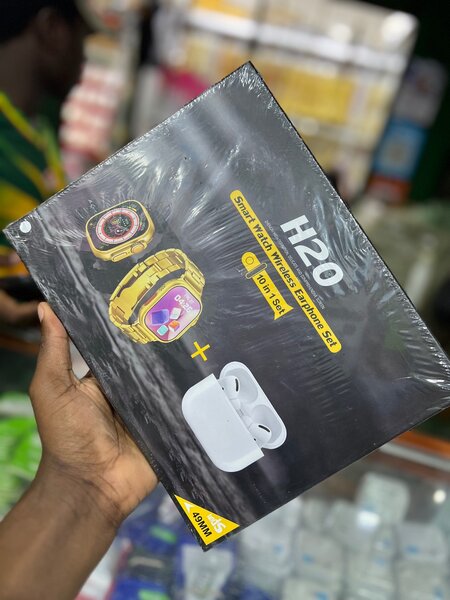 H20
Smart Watch Wireless Earphone Set
10 in 1 Set
+
49MM